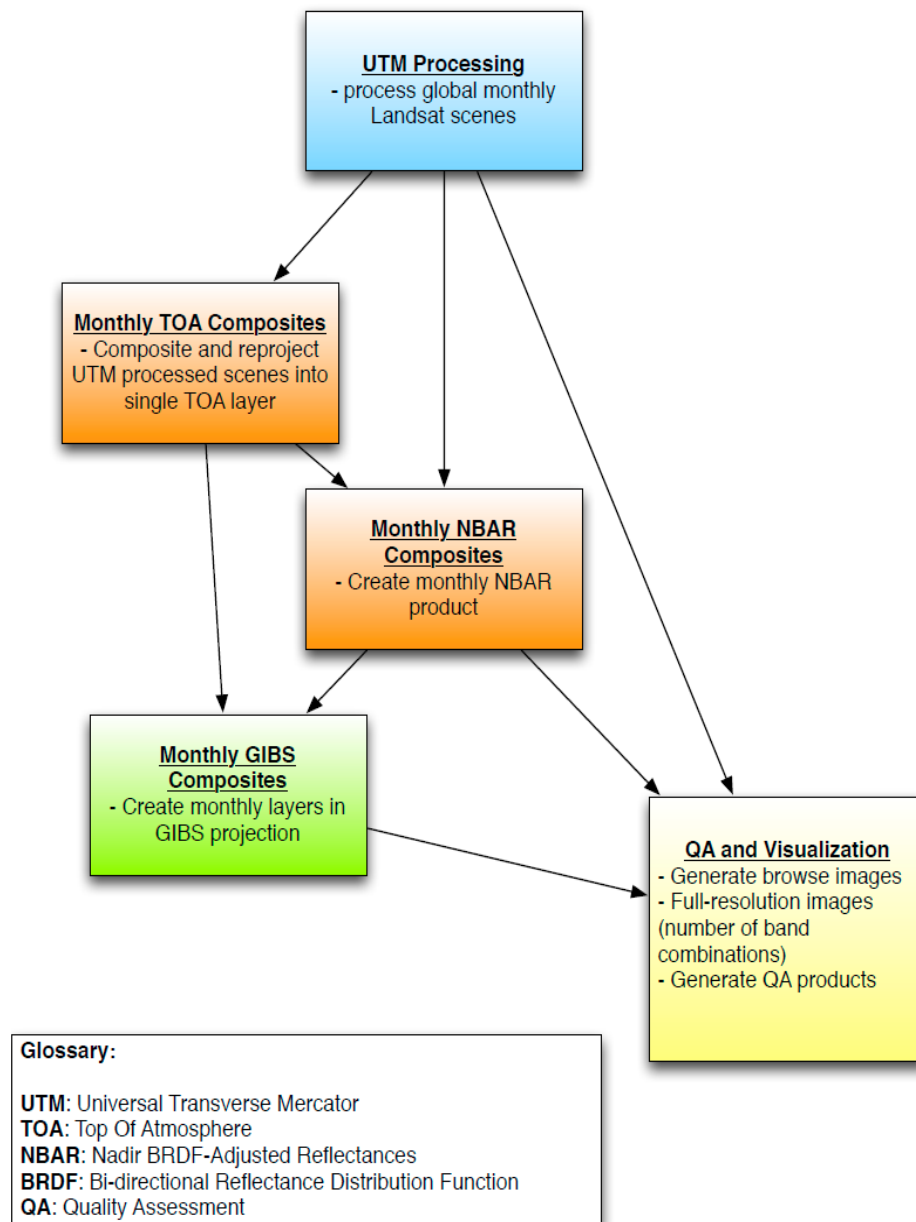 UTM Processing
- process global monthly
Landsat scenes
Monthly TOA Composites
- Composite and reproject
UTM processed scenes into
single TOA layer
Monthly NBAR
Composites
- Create monthly NBAR
product
Monthly GIBS
Composites
- Create monthly layers in
GIBS projection
QA and Visualization
- Generate browse images
- Full-resolution images
(number of band
combinations)
- Generate QA products
Glossary:
UTM: Universal Transverse Mercator
TOA: Top Of Atmosphere
NBAR: Nadir BRDF-Adjusted Reflectances
BRDF: Bi-directional Reflectance Distribution Function
QA: Quality Assessment